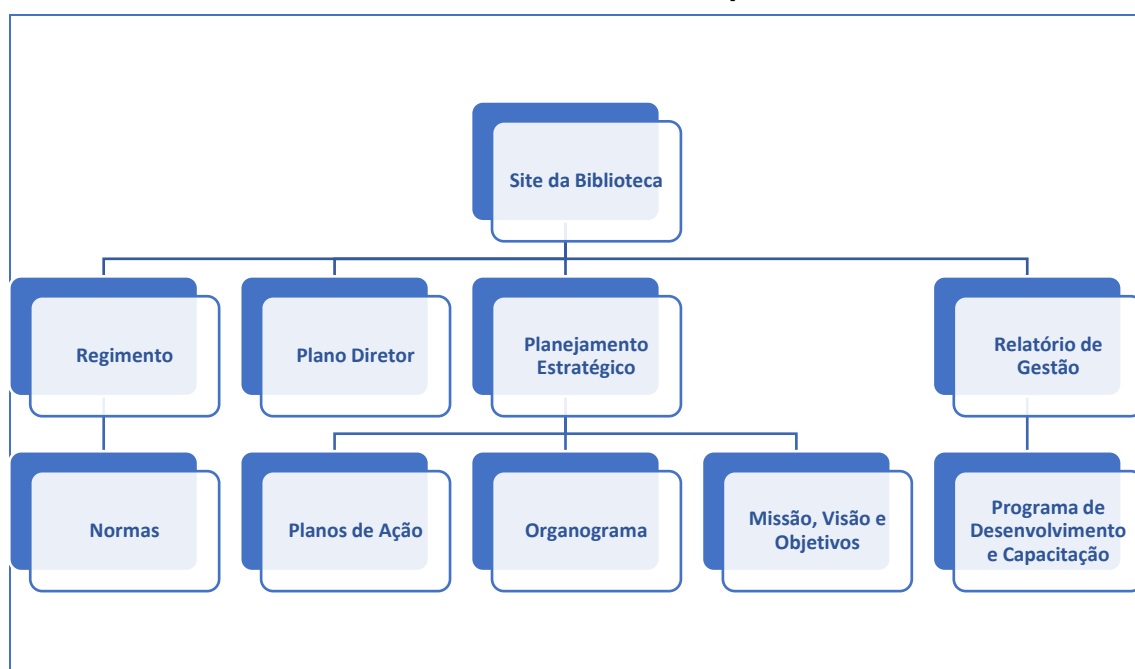 Site da Biblioteca
Regimento
Plano Diretor
Planejamento
Estratégico
Relatório de
Gestão
Normas
Planos de Ação
Organograma
Missão, Visão e
Objetivos
Programa de
Desenvolvimento
e Capacitação